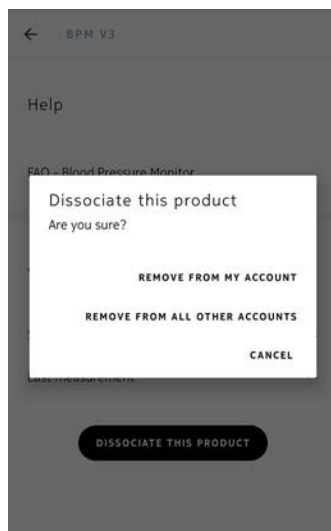 BPM V3
Help
FAQ - Blood Pressure Monitor
Dissociate this product
Are you sure?
REMOVE FROM MY ACCOUNT
REMOVE FROM ALL OTHER ACCOUNTS
CANCEL
Last measurement
DISSOCIATE THIS PRODUCT